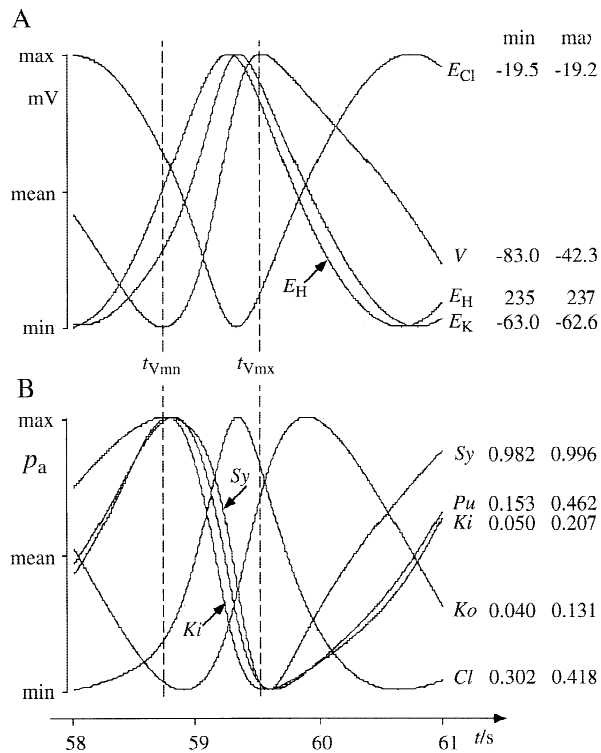 A
min max
max
mV
mean
min
E_Cl -19.5 -19.2
V -83.0 -42.3
E_H
E_H 235 237
E_K -63.0 -62.6
t_Vmn t_Vmx
B
max
p_a
mean
min
Sy
Ki
Sy 0.982 0.996
Pu 0.153 0.462
Ki 0.050 0.207
Ko 0.040 0.131
Cl 0.302 0.418
58 59 60 61 t/s